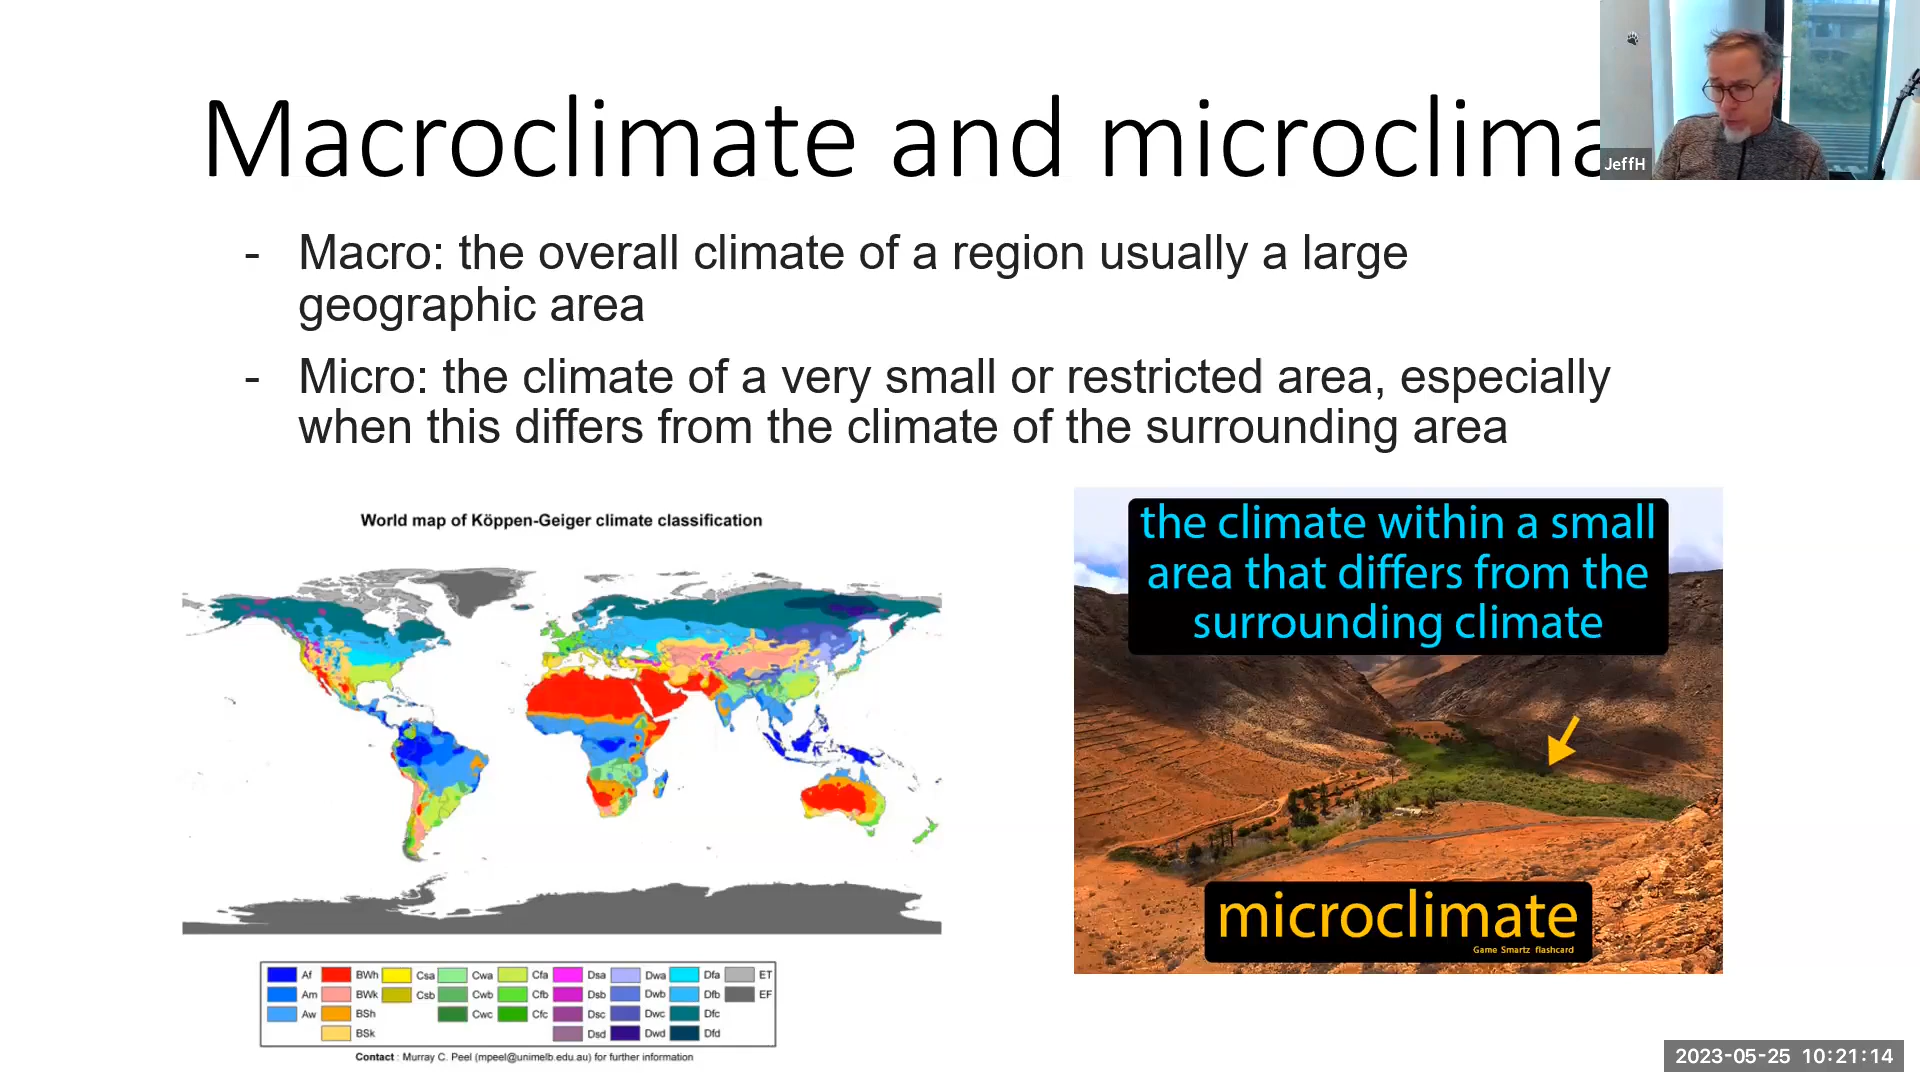 Macroclimate and microclima
JeffH
- Macro: the overall climate of a region usually a large
geographic area
- Micro: the climate of a very small or restricted area, especially
when this differs from the climate of the surrounding area
World map of Köppen-Geiger climate classification
Af BWh Csa Cwa Cfa Dsa Dwa Dfa ET
Am BWk Csb Cwb Cfb Dsb Dwb Dfb EF
Aw BSh Cwc Cfc Dsc Dwc Dfc
BSk Dsd Dwd Dfd
Contact : Murray C. Peel (mpeel@unimelb.edu.au) for further information
the climate within a small
area that differs from the
surrounding climate
microclimate
Game Smartz flashcard
2023-05-25 10:21:14